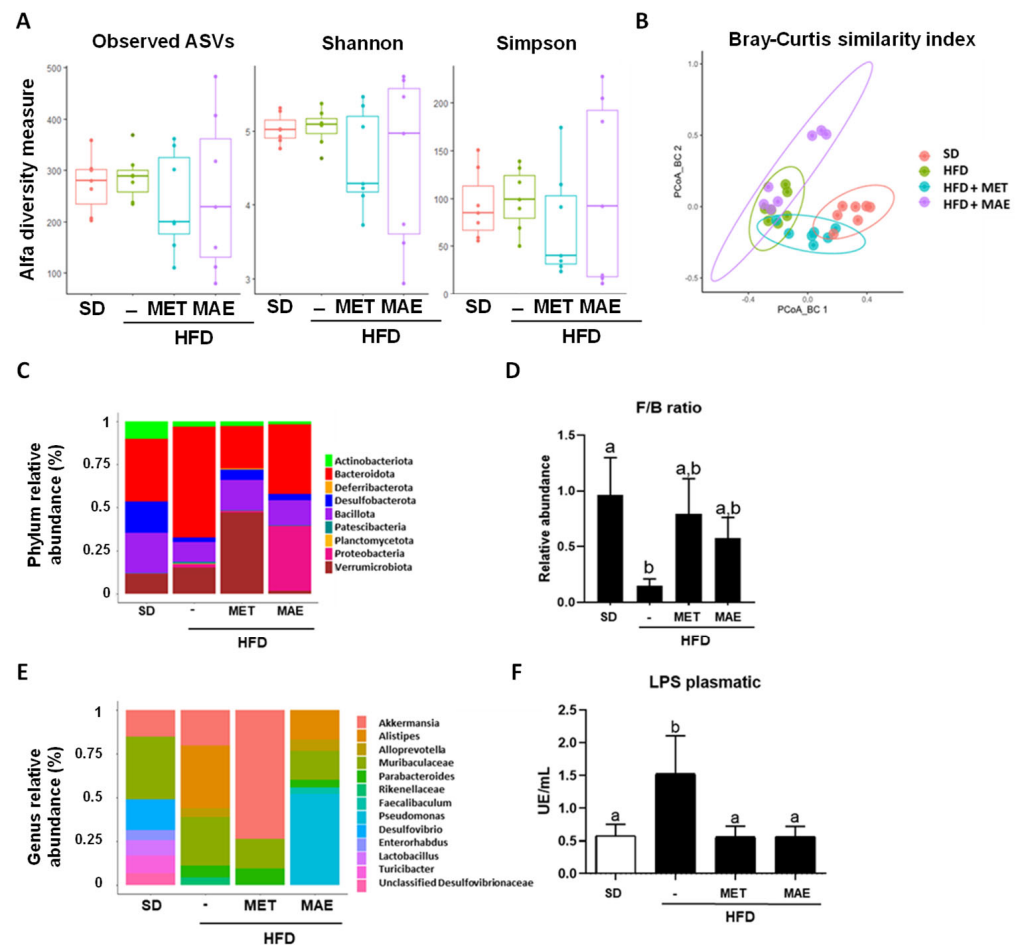 A
Observed ASVs
Shannon
Simpson
Alfa diversity measure
500
400
300
200
100
5
4
3
200
150
100
50
0
SD
–
MET
MAE
HFD
SD
–
MET
MAE
HFD
SD
–
MET
MAE
HFD
B
Bray-Curtis similarity index
PCoA_BC 2
1.0
0.5
0.0
-0.5
-0.4
0.0
0.4
PCoA_BC 1
SD
HFD
HFD + MET
HFD + MAE
C
Phylum relative
abundance (%)
1
0.75
0.5
0.25
0
SD
-
MET
MAE
HFD
Actinobacteriota
Bacteroidota
Deferribacterota
Desulfobacterota
Bacillota
Patescibacteria
Planctomycetota
Proteobacteria
Verrumicrobiota
D
F/B ratio
Relative abundance
1.5
1.0
0.5
0.0
a
b
a,b
a,b
SD
-
MET
MAE
HFD
E
Genus relative
abundance (%)
1
0.75
0.5
0.25
0
SD
-
MET
MAE
HFD
Akkermansia
Alistipes
Alloprevotella
Muribaculaceae
Parabacteroides
Rikenellaceae
Faecalibaculum
Pseudomonas
Desulfovibrio
Enterorhabdus
Lactobacillus
Turicibacter
Unclassified Desulfovibrionaceae
F
LPS plasmatic
UE/mL
2.5
2.0
1.5
1.0
0.5
0.0
a
b
a
a
SD
-
MET
MAE
HFD